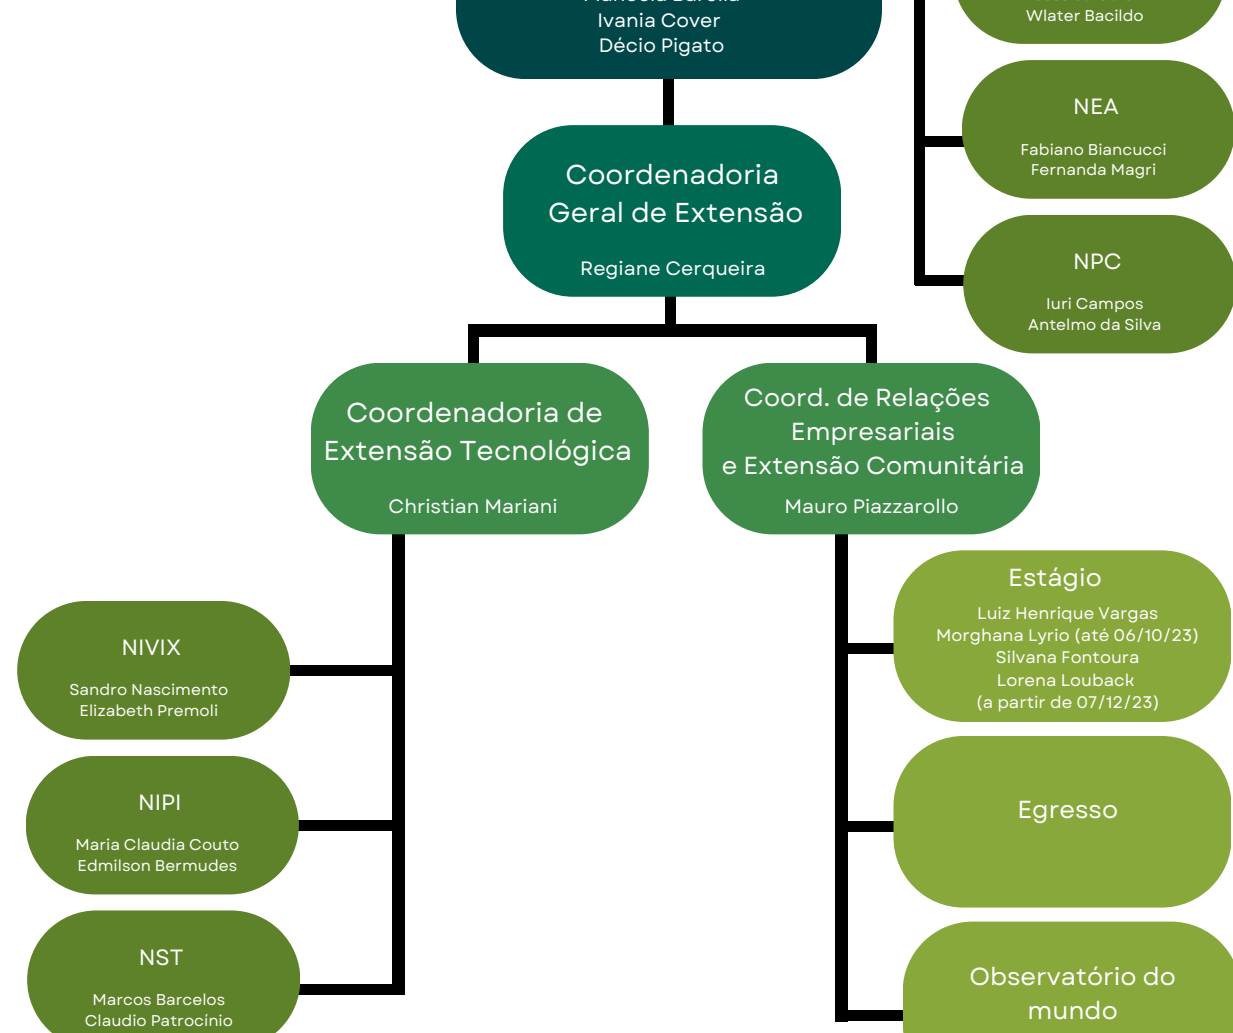 Ivania Cover
Décio Pigato
Wlater Bacildo
NEA
Fabiano Biancucci
Fernanda Magri
NPC
Iuri Campos
Antelmo da Silva
Coordenadoria
Geral de Extensão
Regiane Cerqueira
Coordenadoria de
Extensão Tecnológica
Christian Mariani
Coord. de Relações
Empresariais
e Extensão Comunitária
Mauro Piazzarollo
NIVIX
Sandro Nascimento
Elizabeth Premoli
NIPI
Maria Claudia Couto
Edmilson Bermudes
NST
Marcos Barcelos
Claudio Patrocinio
Estágio
Luiz Henrique Vargas
Morghana Lyrio (até 06/10/23)
Silvana Fontoura
Lorena Louback
(a partir de 07/12/23)
Egresso
Observatório do
mundo